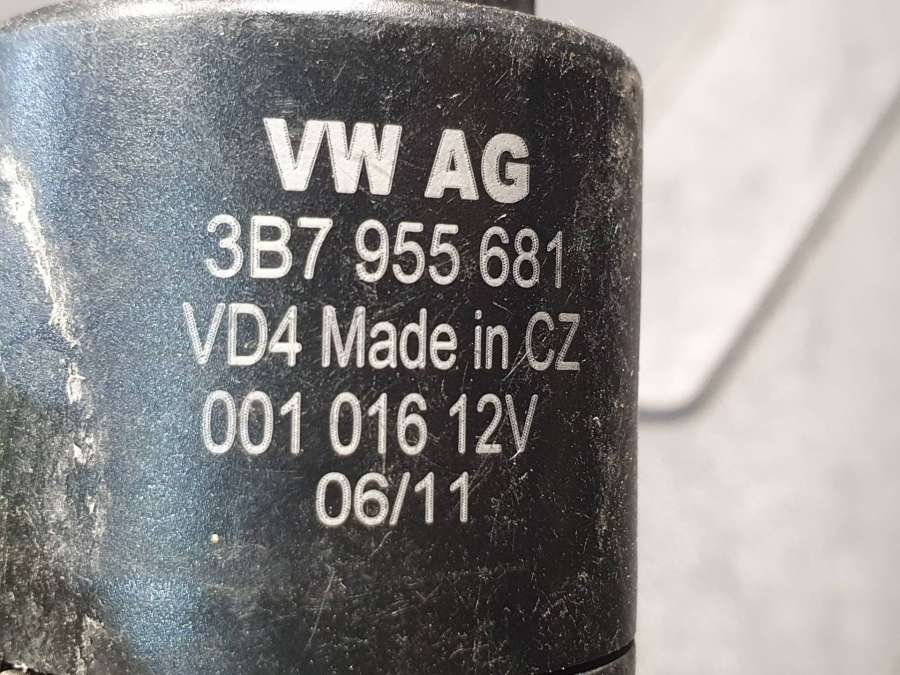 VW AG
3B7 955 681
VD4 Made in CZ
001 016 12V
06/11